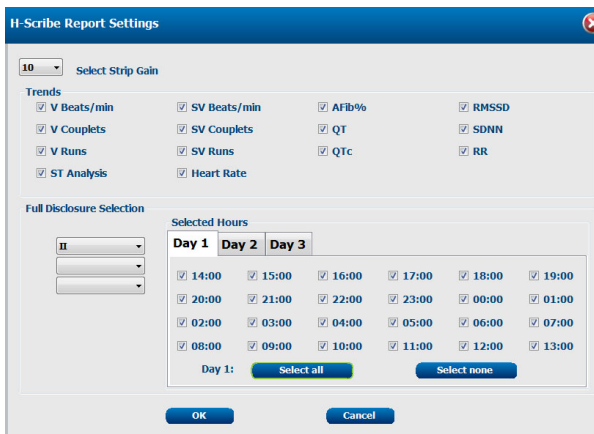 H-Scribe Report Settings
10 Select Strip Gain
Trends
V Beats/min SV Beats/min AFib% RMSSD
V Couplets SV Couplets QT SDNN
V Runs SV Runs QTc RR
ST Analysis Heart Rate
Full Disclosure Selection
Selected Hours
II
Day 1 Day 2 Day 3
14:00 15:00 16:00 17:00 18:00 19:00
20:00 21:00 22:00 23:00 00:00 01:00
02:00 03:00 04:00 05:00 06:00 07:00
08:00 09:00 10:00 11:00 12:00 13:00
Day 1: Select all Select none
OK Cancel